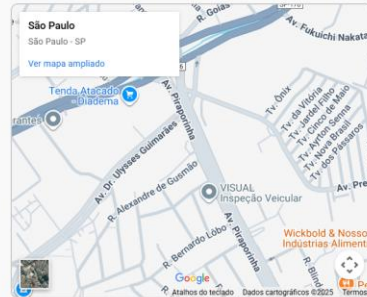 São Paulo
São Paulo - SP
Ver mapa ampliado
R. Goiás
Av. Fukuichi Nakata
Tenda Atacado
Diadema
rantes
Av. Piraporinha
Av. Dr. Ulysses Guimarães
R. Alexandre de Gusmão
Tv. Ônix
Tv. da Vitória
Tv. Jardel Filho
Tv. Cinco de Maio
Tv. Ayrton Senna
Tv. Nova Brasil
Tv. dos Pássaros
VISUAL
Inspeção Veicular
Av. Pre
R. Bernardo Lobo
Av. Piraporinha
Wickbold & Nosso
Indústrias Aliment
R. Blind
Google
Atalhos do teclado
Dados cartográficos ©2025
Termos